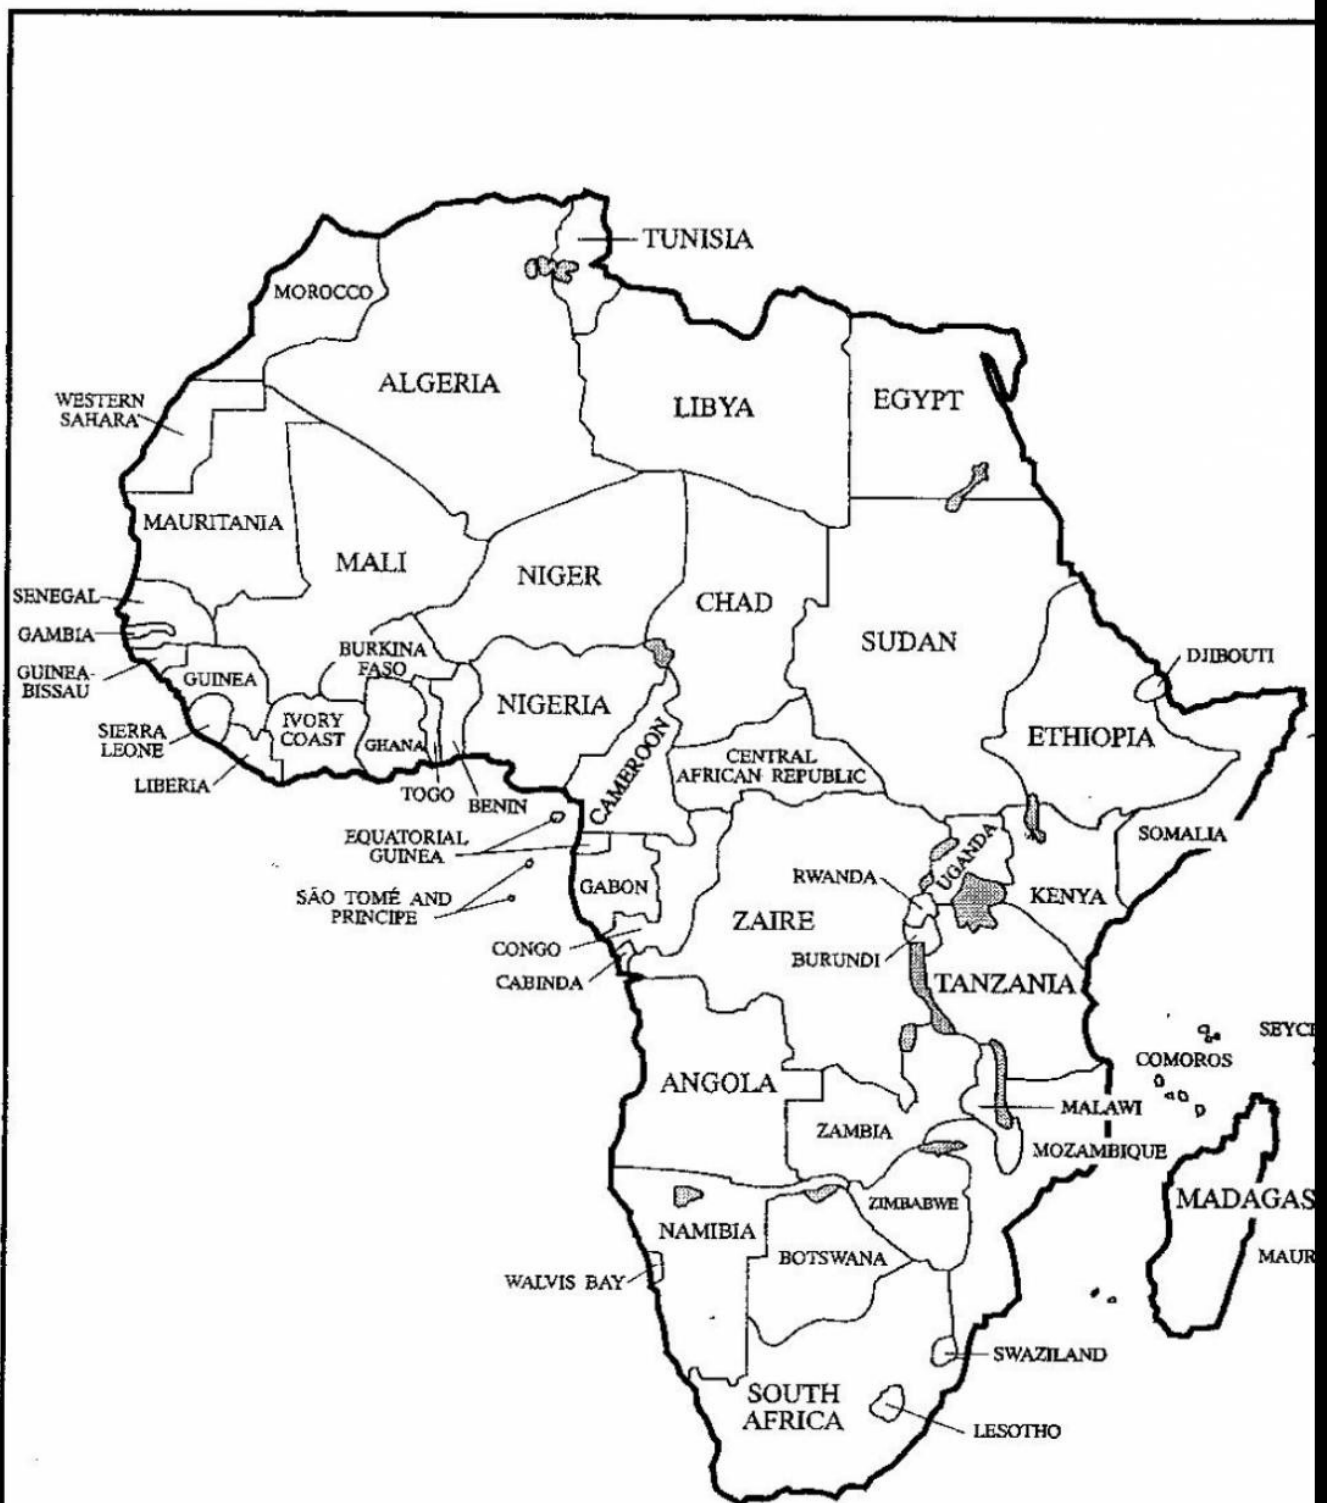 TUNISIA
MOROCCO
ALGERIA
LIBYA
EGYPT
WESTERN
SAHARA
MAURITANIA
MALI
NIGER
CHAD
SUDAN
SENEGAL
GAMBIA
GUINEA-
BISSAU
GUINEA
BURKINA
FASO
NIGERIA
DJIBOUTI
SIERRA
LEONE
IVORY
COAST
GHANA
ETHIOPIA
LIBERIA
TOGO
BENIN
CAMEROON
CENTRAL
AFRICAN REPUBLIC
EQUATORIAL
GUINEA
UGANDA
SOMALIA
SÃO TOMÉ AND
PRINCIPE
GABON
RWANDA
KENYA
ZAIRE
CONGO
BURUNDI
CABINDA
TANZANIA
SEYC
COMOROS
ANGOLA
MALAWI
ZAMBIA
MOZAMBIQUE
MADAGAS
ZIMBABWE
NAMIBIA
BOTSWANA
MAUR
WALVIS BAY
SWAZILAND
SOUTH
AFRICA
LESOTHO